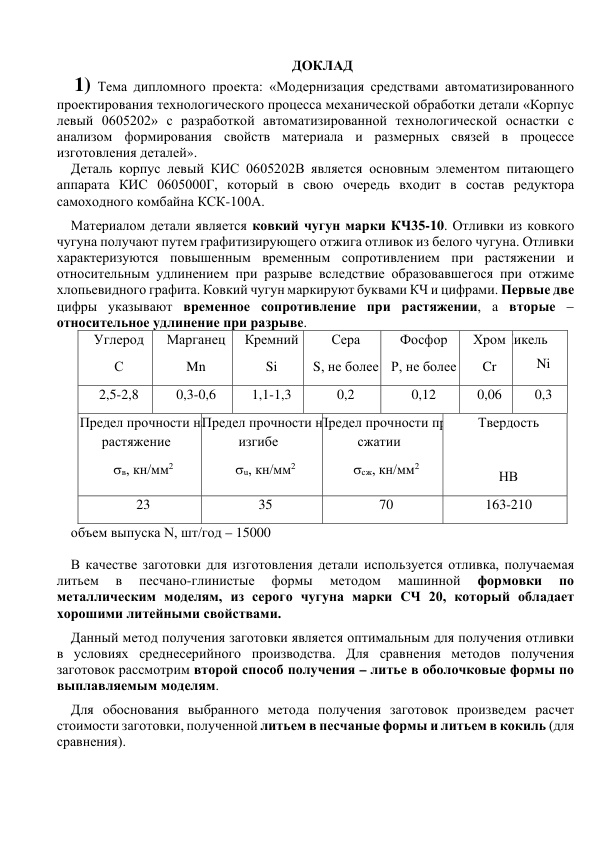 ДОКЛАД
1) Тема дипломного проекта: «Модернизация средствами автоматизированного
проектирования технологического процесса механической обработки детали «Корпус
левый 0605202» с разработкой автоматизированной технологической оснастки с
анализом формирования свойств материала и размерных связей в процессе
изготовления деталей».
Деталь корпус левый КИС 0605202В является основным элементом питающего
аппарата КИС 0605000Г, который в свою очередь входит в состав редуктора
самоходного комбайна КСК-100А.
Материалом детали является ковкий чугун марки КЧ35-10. Отливки из ковкого
чугуна получают путем графитизирующего отжига отливок из белого чугуна. Отливки
характеризуются повышенным временным сопротивлением при растяжении и
относительным удлинением при разрыве вследствие образовавшегося при отжиме
хлопьевидного графита. Ковкий чугун маркируют буквами КЧ и цифрами. Первые две
цифры указывают временное сопротивление при растяжении, а вторые –
относительное удлинение при разрыве.
Углерод Марганец Кремний Сера Фосфор Хром икель
C Mn Si S, не более P, не более Cr Ni
2,5-2,8 0,3-0,6 1,1-1,3 0,2 0,12 0,06 0,3
Предел прочности н Предел прочности н Предел прочности пр Твердость
растяжение изгибе сжатии
σв, кн/мм2 σu, кн/мм2 σсж, кн/мм2
НВ
23 35 70 163-210
объем выпуска N, шт/год – 15000
В качестве заготовки для изготовления детали используется отливка, получаемая
литьем в песчано-глинистые формы методом машинной формовки по
металлическим моделям, из серого чугуна марки СЧ 20, который обладает
хорошими литейными свойствами.
Данный метод получения заготовки является оптимальным для получения отливки
в условиях среднесерийного производства. Для сравнения методов получения
заготовок рассмотрим второй способ получения – литье в оболочковые формы по
выплавляемым моделям.
Для обоснования выбранного метода получения заготовок произведем расчет
стоимости заготовки, полученной литьем в песчаные формы и литьем в кокиль (для
сравнения).